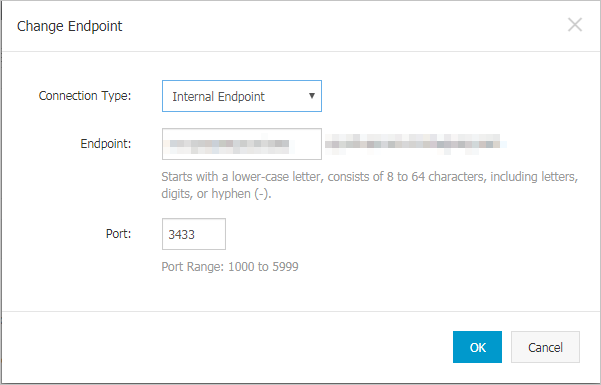 Change Endpoint
Connection Type:
Internal Endpoint
Endpoint:
Starts with a lower-case letter, consists of 8 to 64 characters, including letters,
digits, or hyphen (-).
Port:
3433
Port Range: 1000 to 5999
OK
Cancel